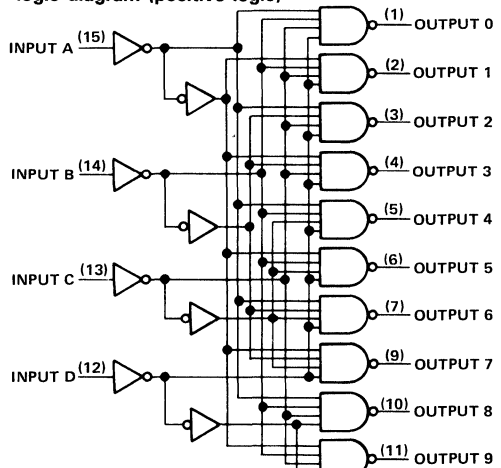 logic diagram (positive logic)
(1) OUTPUT 0
INPUT A (15)
(2) OUTPUT 1
(3) OUTPUT 2
INPUT B (14)
(4) OUTPUT 3
(5) OUTPUT 4
INPUT C (13)
(6) OUTPUT 5
(7) OUTPUT 6
INPUT D (12)
(9) OUTPUT 7
(10) OUTPUT 8
(11) OUTPUT 9